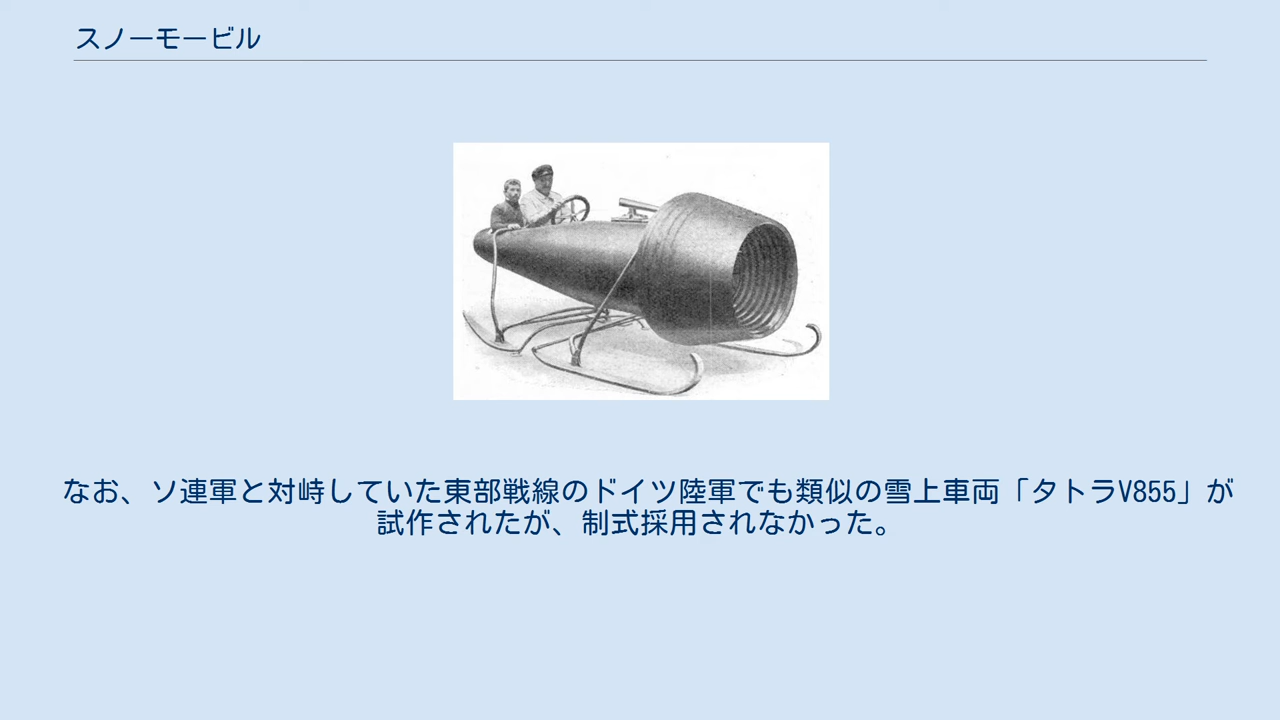 スノーモービル
なお、ソ連軍と対峙していた東部戦線のドイツ陸軍でも類似の雪上車両「タトラV855」が
試作されたが、制式採用されなかった。